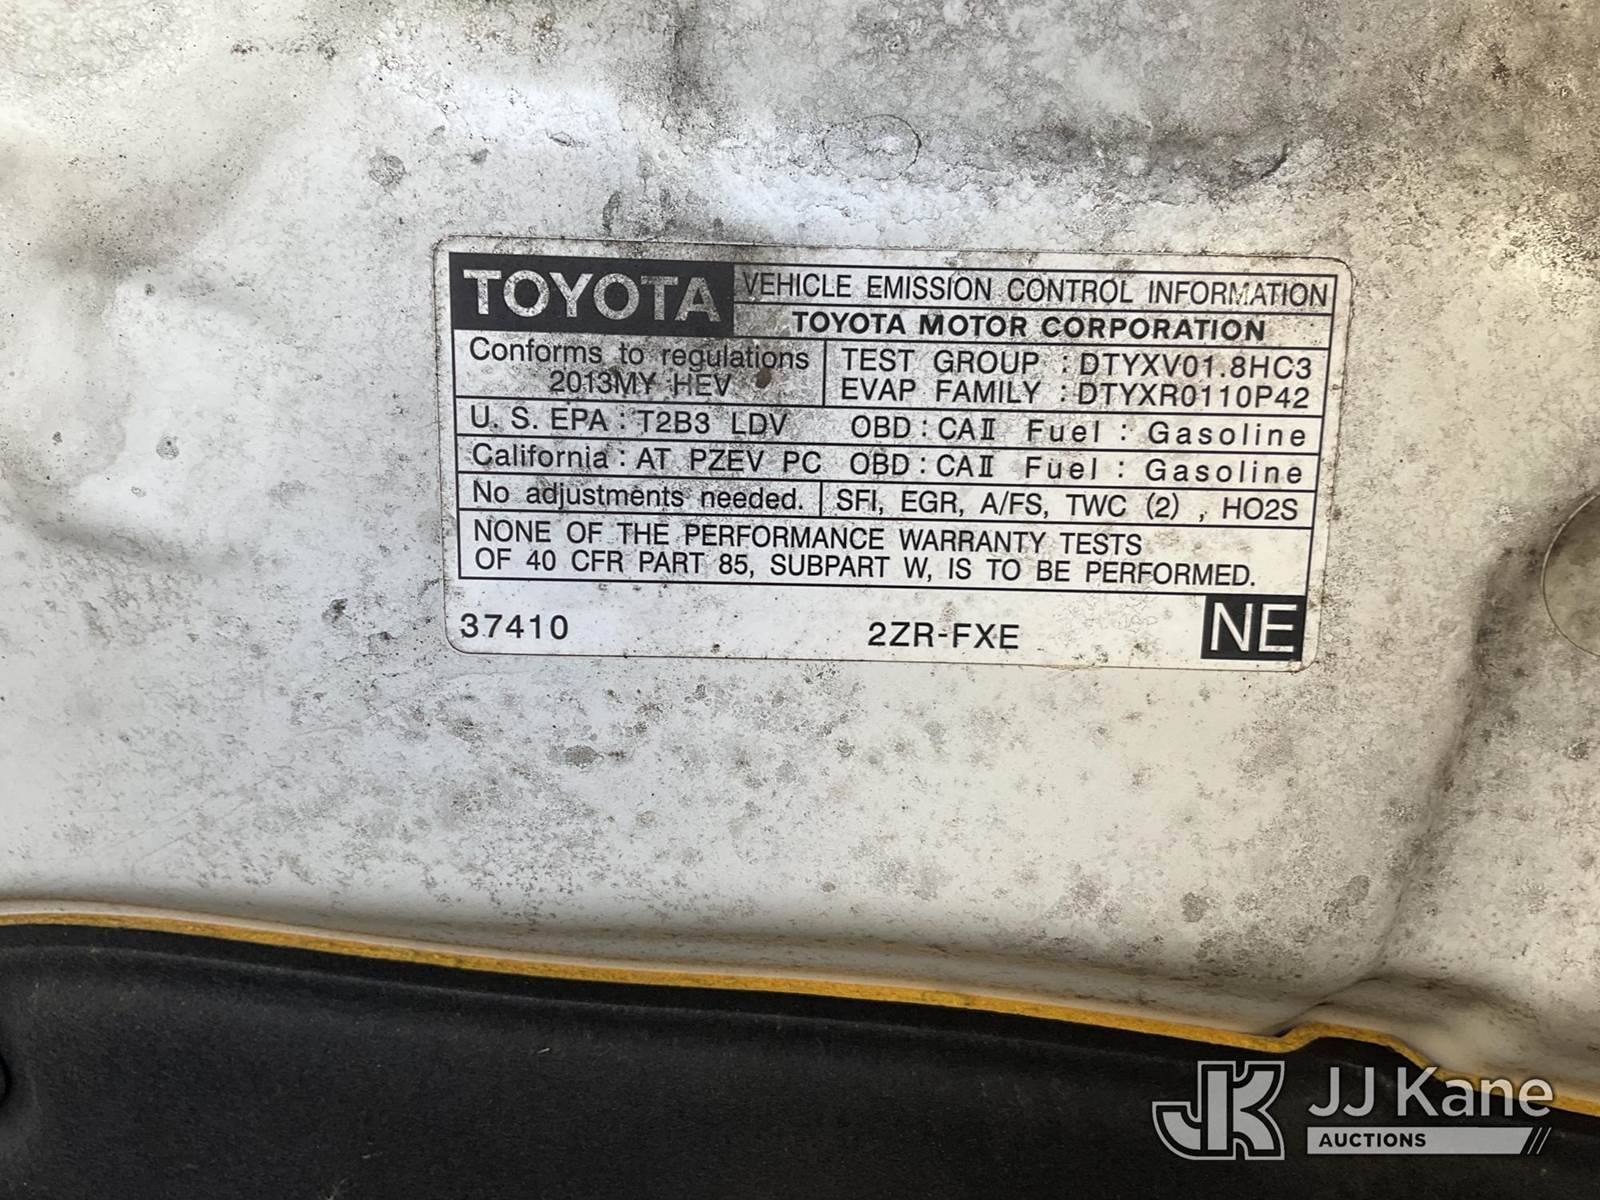 TOYOTA VEHICLE EMISSION CONTROL INFORMATION
TOYOTA MOTOR CORPORATION
Conforms to regulations TEST GROUP : DTYXV01.8HC3
2013MY HEV EVAP FAMILY : DTYXR0110P42
U. S. EPA : T2B3 LDV OBD : CAⅡ Fuel : Gasoline
California : AT PZEV PC OBD : CAⅡ Fuel : Gasoline
No adjustments needed. SFI, EGR, A/FS, TWC (2) , HO2S
NONE OF THE PERFORMANCE WARRANTY TESTS
OF 40 CFR PART 85, SUBPART W, IS TO BE PERFORMED.
37410 2ZR-FXE NE
JK JJ Kane
AUCTIONS